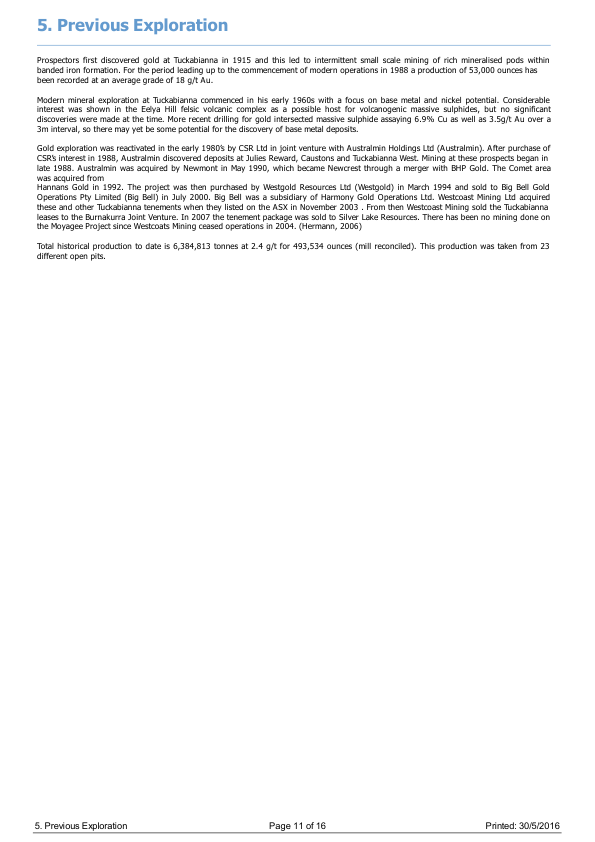 5. Previous Exploration
Prospectors first discovered gold at Tuckabianna in 1915 and this led to intermittent small scale mining of rich mineralised pods within
banded iron formation. For the period leading up to the commencement of modern operations in 1988 a production of 53,000 ounces has
been recorded at an average grade of 18 g/t Au.
Modern mineral exploration at Tuckabianna commenced in his early 1960s with a focus on base metal and nickel potential. Considerable
interest was shown in the Eelya Hill felsic volcanic complex as a possible host for volcanogenic massive sulphides, but no significant
discoveries were made at the time. More recent drilling for gold intersected massive sulphide assaying 6.9% Cu as well as 3.5g/t Au over a
3m interval, so there may yet be some potential for the discovery of base metal deposits.
Gold exploration was reactivated in the early 1980's by CSR Ltd in joint venture with Australmin Holdings Ltd (Australmin). After purchase of
CSR's interest in 1988, Australmin discovered deposits at Julies Reward, Caustons and Tuckabianna West. Mining at these prospects began in
late 1988. Australmin was acquired by Newmont in May 1990, which became Newcrest through a merger with BHP Gold. The Comet area
was acquired from
Hannans Gold in 1992. The project was then purchased by Westgold Resources Ltd (Westgold) in March 1994 and sold to Big Bell Gold
Operations Pty Limited (Big Bell) in July 2000. Big Bell was a subsidiary of Harmony Gold Operations Ltd. Westcoast Mining Ltd acquired
these and other Tuckabianna tenements when they listed on the ASX in November 2003 . From then Westcoast Mining sold the Tuckabianna
leases to the Burnakurra Joint Venture. In 2007 the tenement package was sold to Silver Lake Resources. There has been no mining done on
the Moyagee Project since Westcoats Mining ceased operations in 2004. (Hermann, 2006)
Total historical production to date is 6,384,813 tonnes at 2.4 g/t for 493,534 ounces (mill reconciled). This production was taken from 23
different open pits.
5. Previous Exploration Page 11 of 16 Printed: 30/5/2016